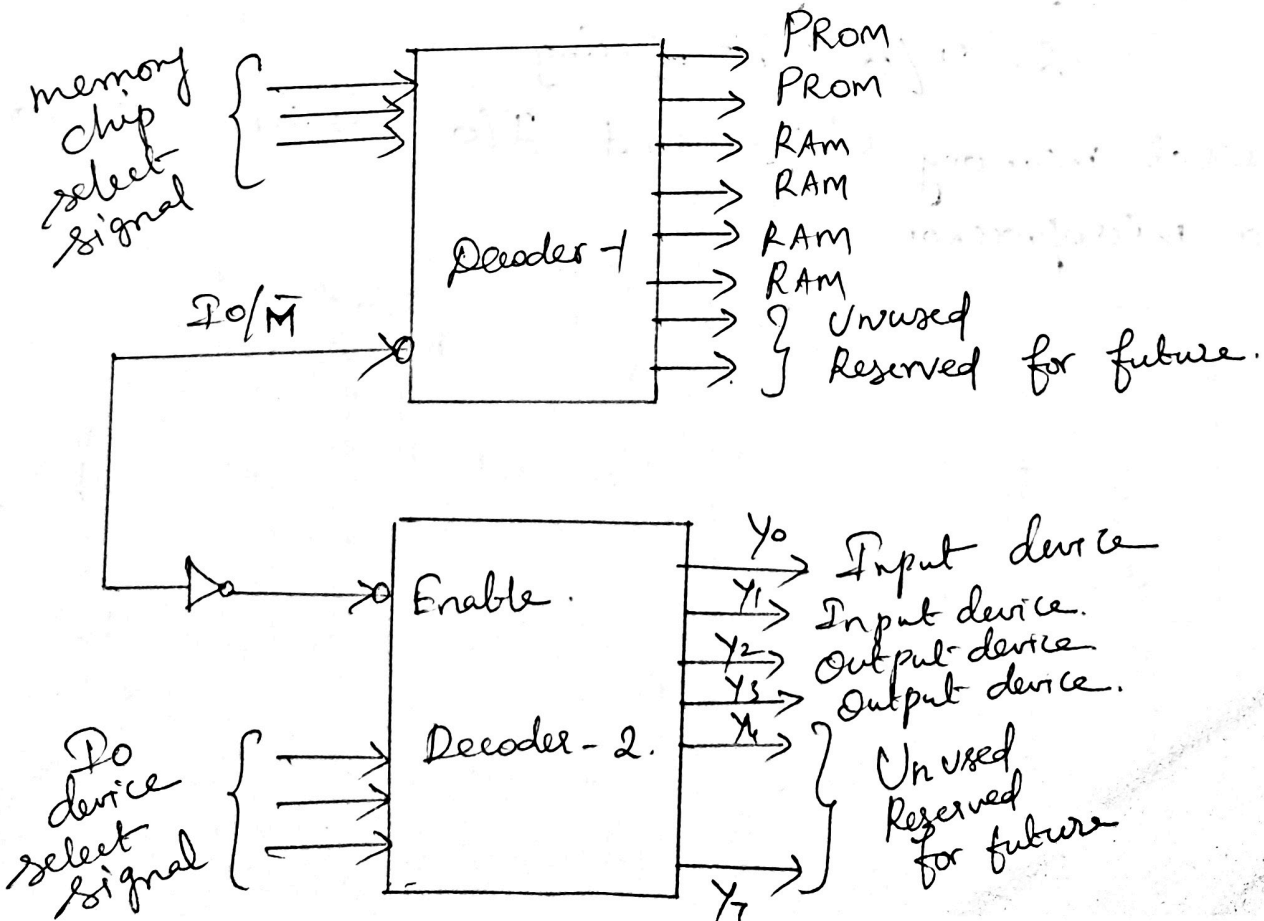 memory
chip
select
signal
IO/M̄
Decoder-1
PROM
PROM
RAM
RAM
RAM
RAM
Unused
Reserved for future.
Enable.
Decoder-2.
IO
device
select
signal
Y0 Input device
Y1 Input device.
Y2 Output device
Y3 Output device.
Y4
Y7
Unused
Reserved
for future